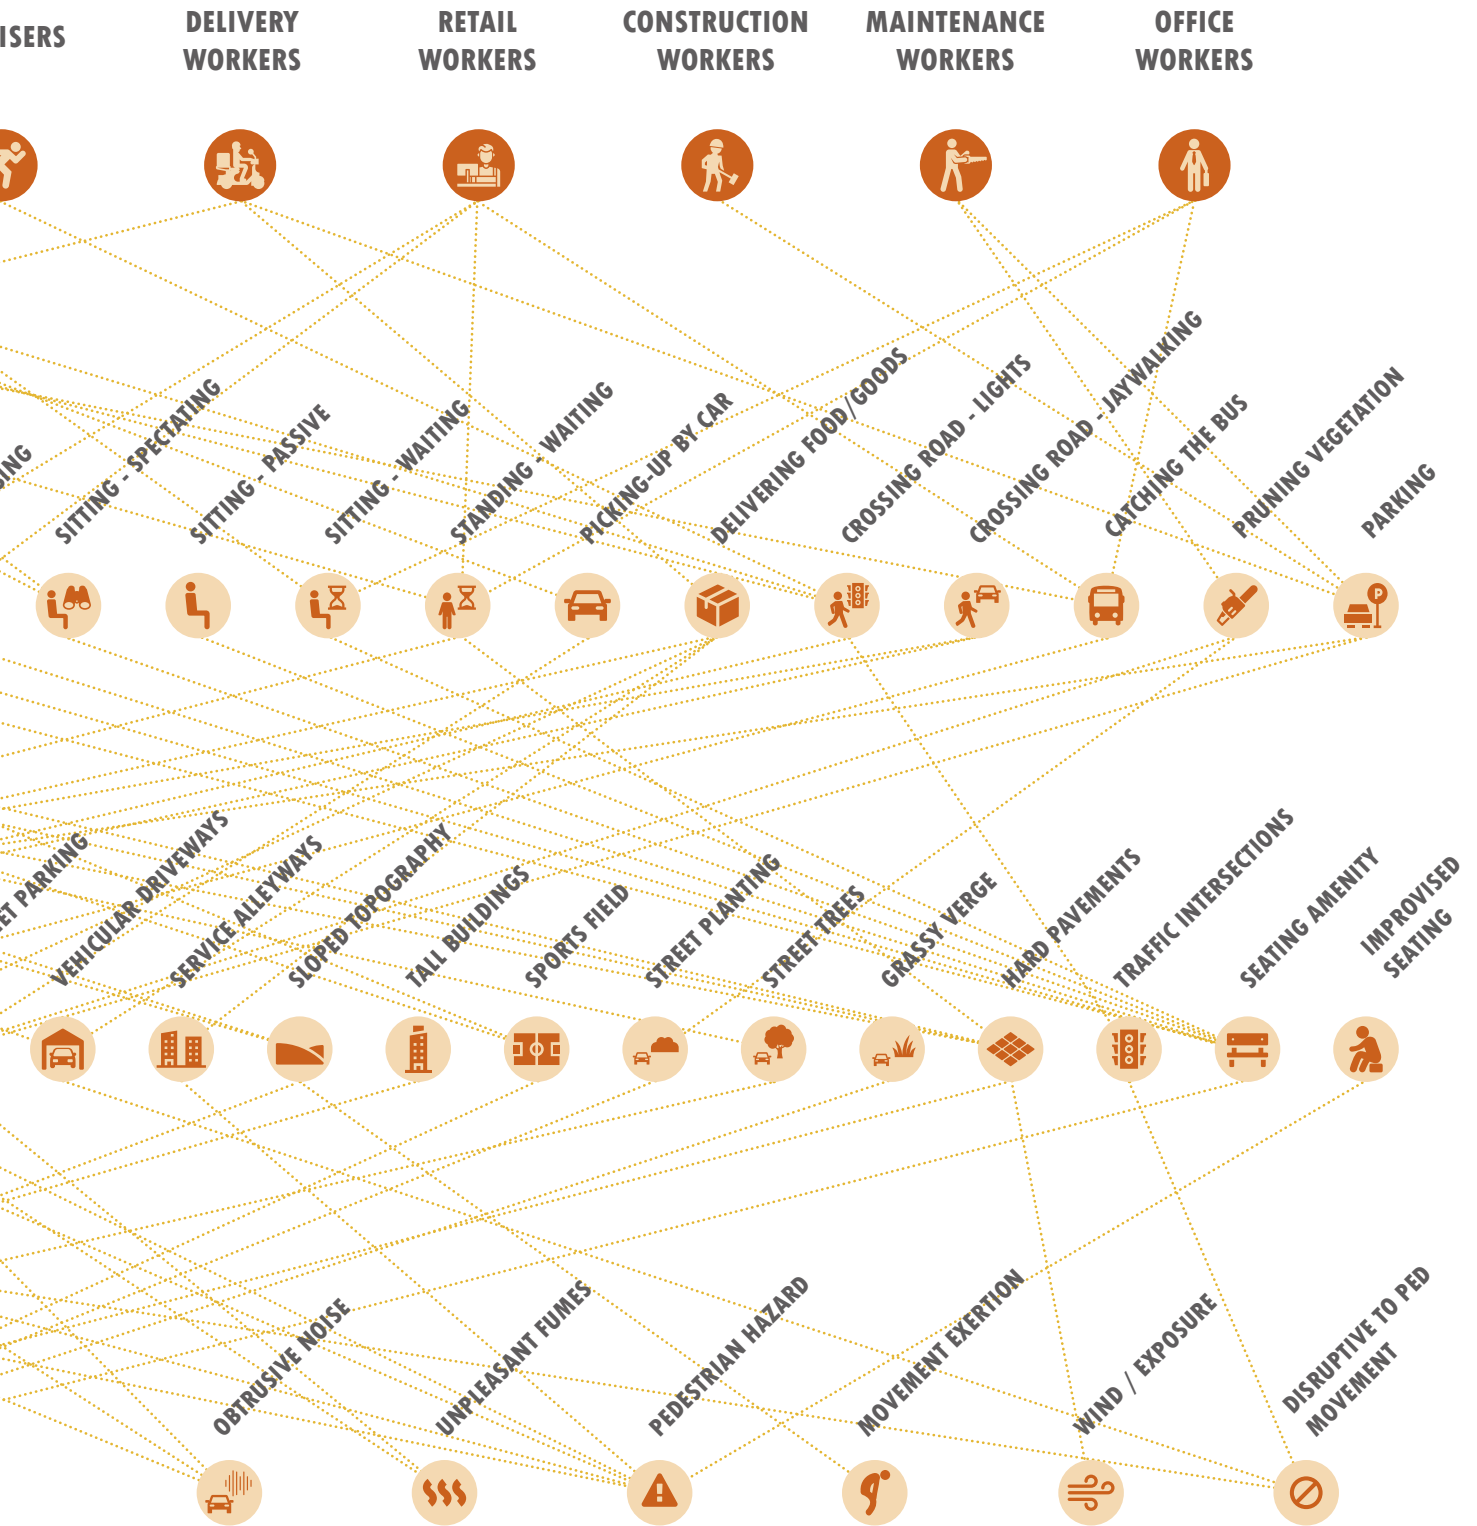 ISERS
DELIVERY
WORKERS
RETAIL
WORKERS
CONSTRUCTION
WORKERS
MAINTENANCE
WORKERS
OFFICE
WORKERS
SITTING - SPECTATING
SITTING - PASSIVE
SITTING - WAITING
STANDING - WAITING
PICKING-UP BY CAR
DELIVERING FOOD/GOODS
CROSSING ROAD - LIGHTS
CROSSING ROAD - JAYWALKING
CATCHING THE BUS
PRUNING VEGETATION
PARKING
P
ET PARKING
VEHICULAR DRIVEWAYS
SERVICE ALLEYWAYS
SLOPED TOPOGRAPHY
TALL BUILDINGS
SPORTS FIELD
STREET PLANTING
STREET TREES
GRASSY VERGE
HARD PAVEMENTS
TRAFFIC INTERSECTIONS
SEATING AMENITY
IMPROVISED
SEATING
OBTRUSIVE NOISE
UNPLEASANT FUMES
PEDESTRIAN HAZARD
MOVEMENT EXERTION
WIND / EXPOSURE
DISRUPTIVE TO PED
MOVEMENT